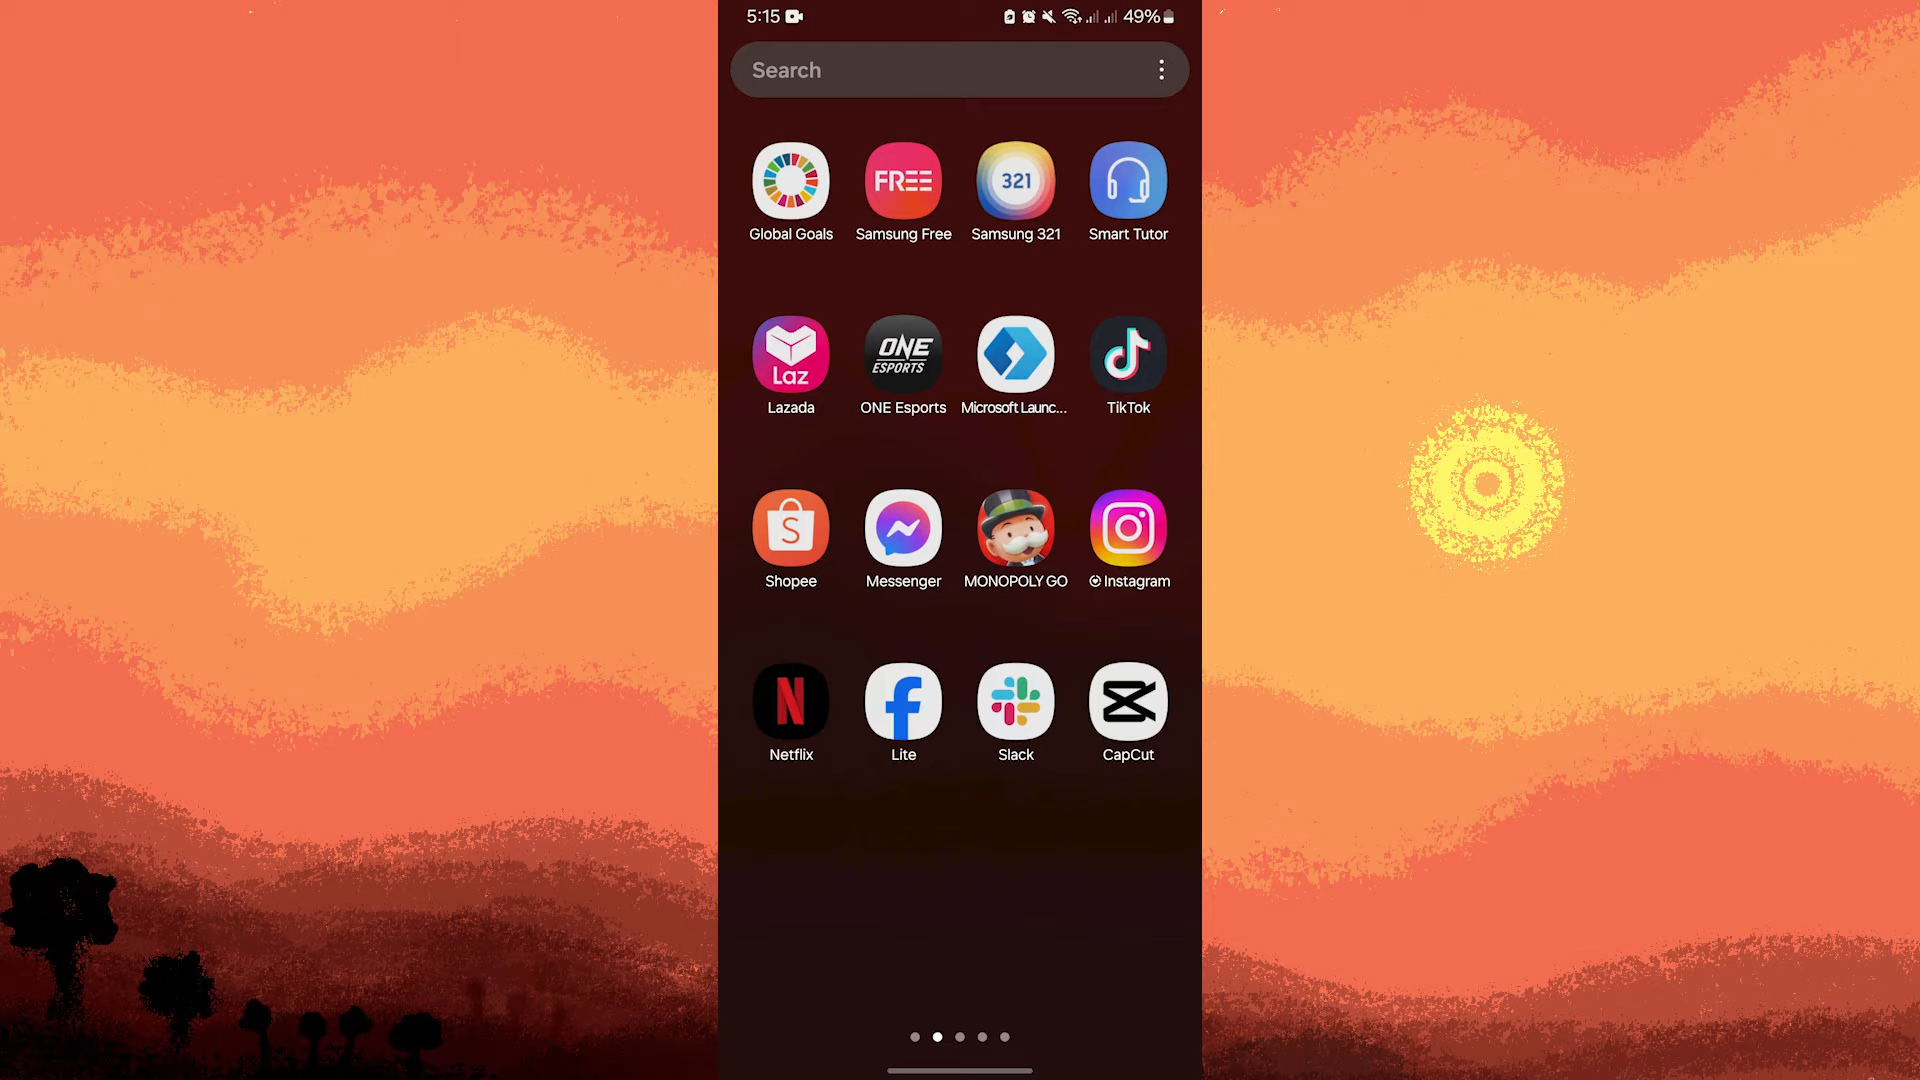 5:15 49%
Search
FREE 321
Global Goals Samsung Free Samsung 321 Smart Tutor
Laz ONE ESPORTS
Lazada ONE Esports Microsoft Launc... TikTok
S
Shopee Messenger MONOPOLY GO Instagram
N
Netflix Lite Slack CapCut